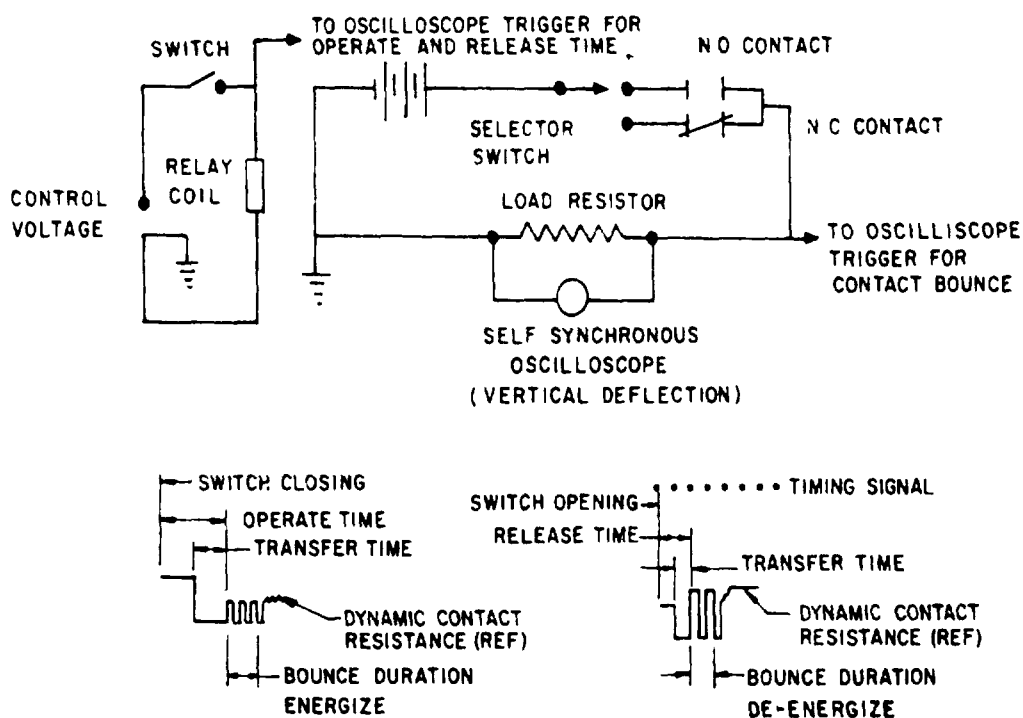 TO OSCILLOSCOPE TRIGGER FOR
OPERATE AND RELEASE TIME
SWITCH
N O CONTACT
SELECTOR
SWITCH
N C CONTACT
RELAY
COIL
CONTROL
VOLTAGE
LOAD RESISTOR
TO OSCILLISCOPE
TRIGGER FOR
CONTACT BOUNCE
SELF SYNCHRONOUS
OSCILLOSCOPE
(VERTICAL DEFLECTION)
SWITCH CLOSING
OPERATE TIME
TRANSFER TIME
DYNAMIC CONTACT
RESISTANCE (REF)
BOUNCE DURATION
ENERGIZE
TIMING SIGNAL
SWITCH OPENING
RELEASE TIME
TRANSFER TIME
DYNAMIC CONTACT
RESISTANCE (REF)
BOUNCE DURATION
DE-ENERGIZE